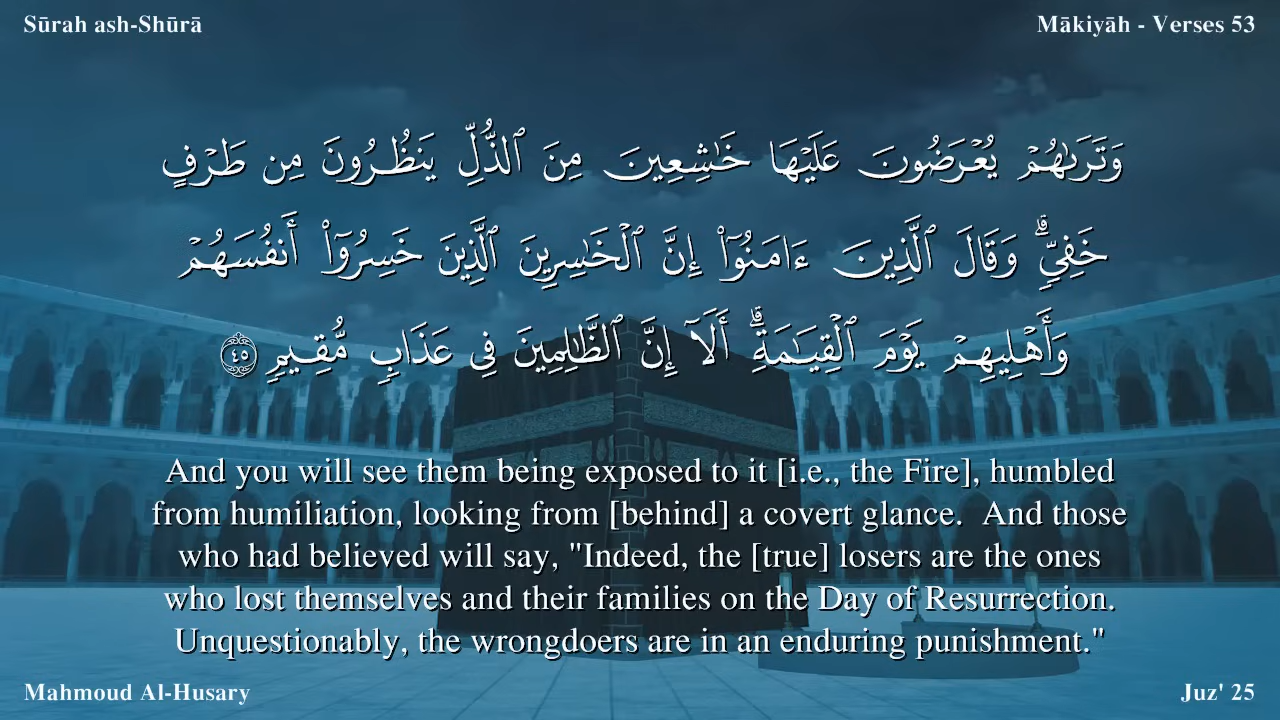 Sūrah ash-Shūrā
Mākiyāh - Verses 53
وَتَرَىٰهُمْ يُعْرَضُونَ عَلَيْهَا خَـٰشِعِينَ مِنَ ٱلذُّلِّ يَنظُرُونَ مِن طَرْفٍ
خَفِىٍّۗ وَقَالَ ٱلَّذِينَ ءَامَنُوٓا۟ إِنَّ ٱلْخَـٰسِرِينَ ٱلَّذِينَ خَسِرُوٓا۟ أَنفُسَهُمْ
وَأَهْلِيهِمْ يَوْمَ ٱلْقِيَـٰمَةِۗ أَلَآ إِنَّ ٱلظَّـٰلِمِينَ فِى عَذَابٍ مُّقِيمٍ ٤٥
And you will see them being exposed to it [i.e., the Fire], humbled
from humiliation, looking from [behind] a covert glance.  And those
who had believed will say, "Indeed, the [true] losers are the ones
who lost themselves and their families on the Day of Resurrection.
Unquestionably, the wrongdoers are in an enduring punishment."
Mahmoud Al-Husary
Juz' 25